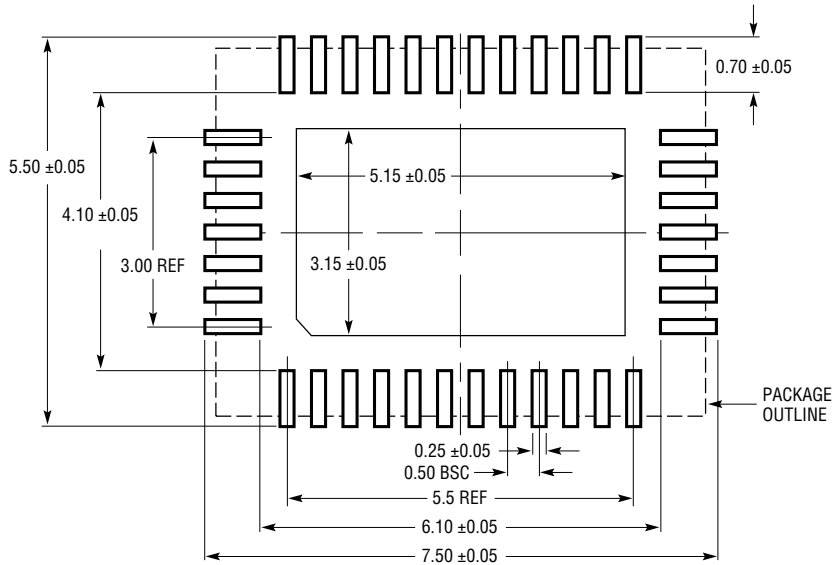 0.70 ±0.05
5.50 ±0.05
5.15 ±0.05
4.10 ±0.05
3.00 REF
3.15 ±0.05
PACKAGE
OUTLINE
0.25 ±0.05
0.50 BSC
5.5 REF
6.10 ±0.05
7.50 ±0.05